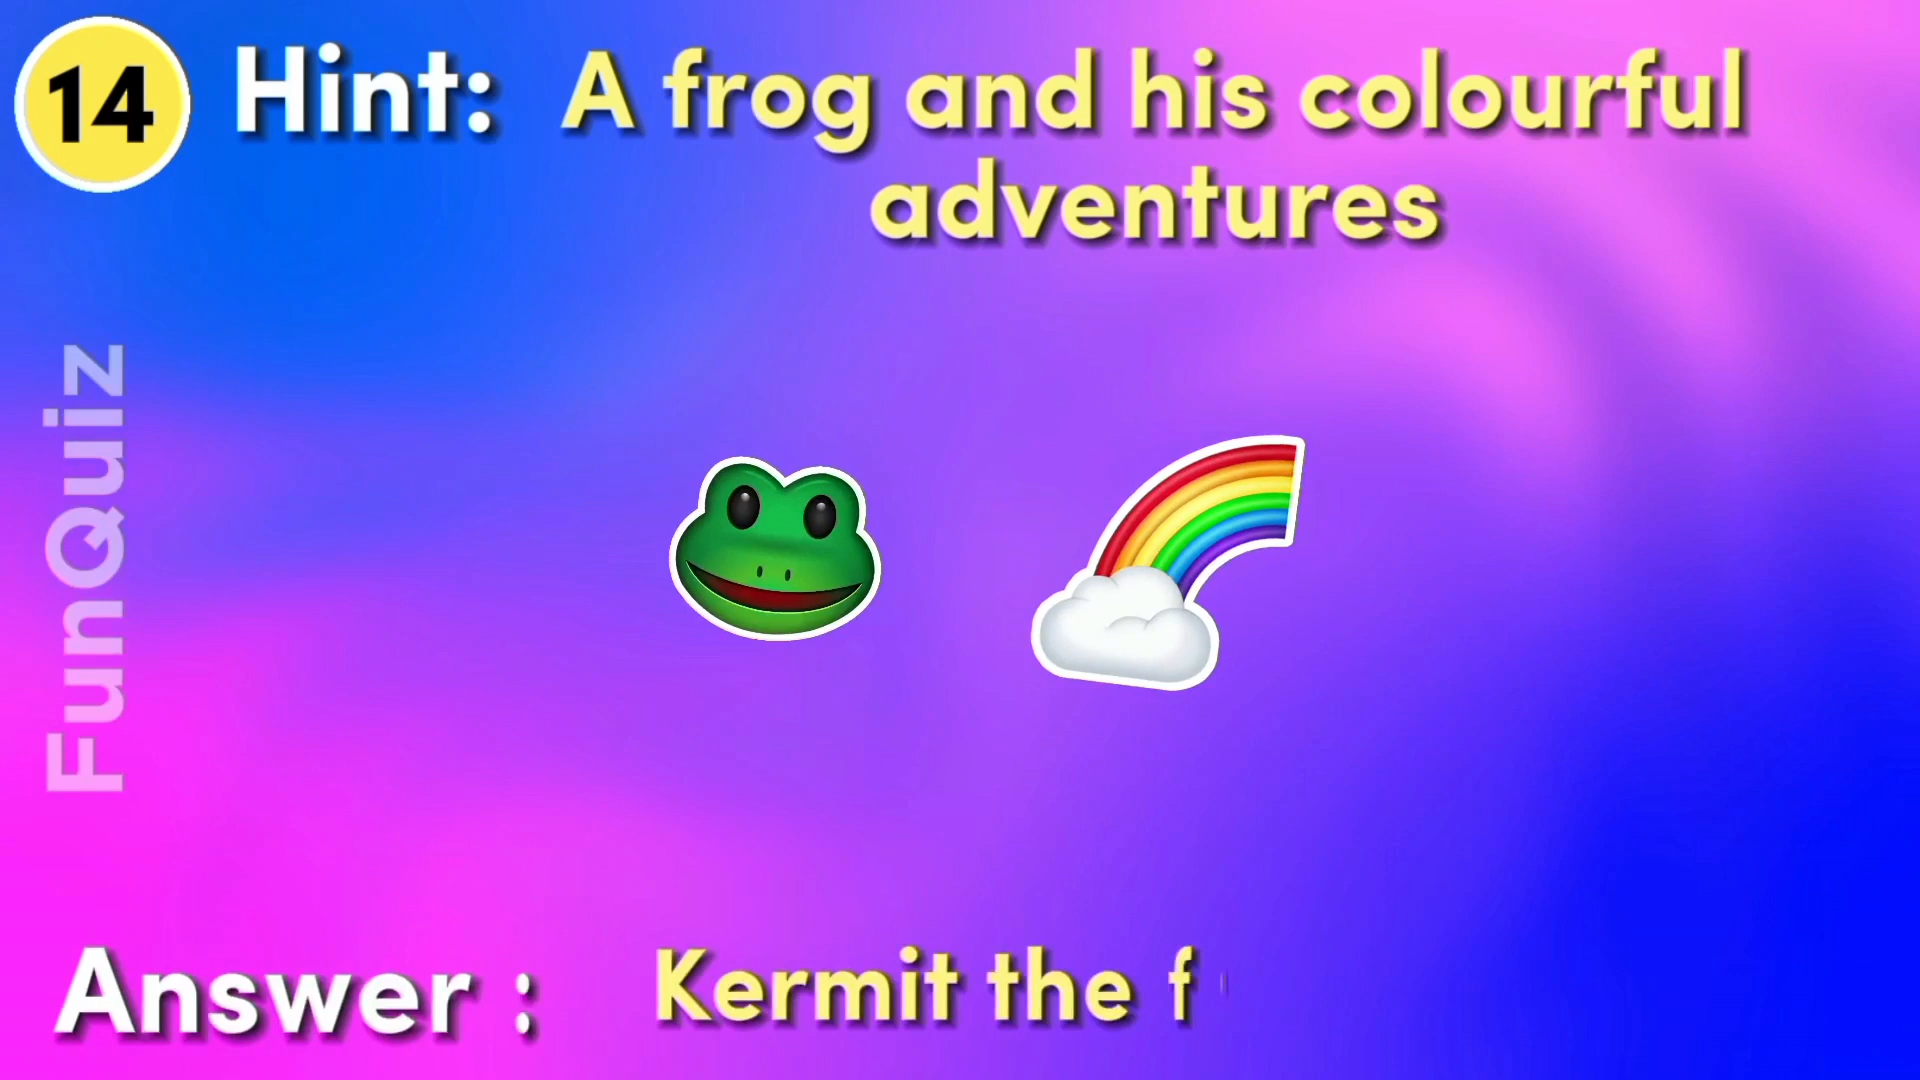 14
Hint: A frog and his colourful
adventures
FunQuiz
Answer : Kermit the f